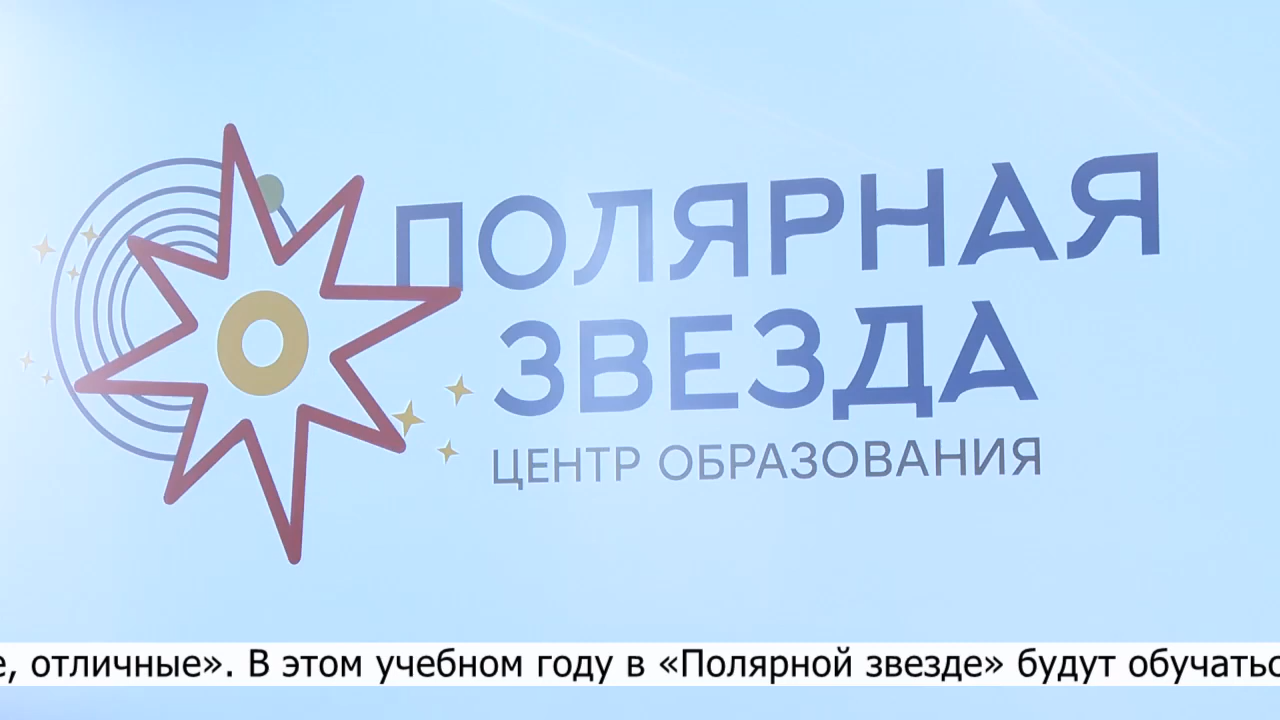 ПОЛЯРНАЯ
ЗВЕЗДА
ЦЕНТР ОБРАЗОВАНИЯ
отличные». В этом учебном году в «Полярной звезде» будут